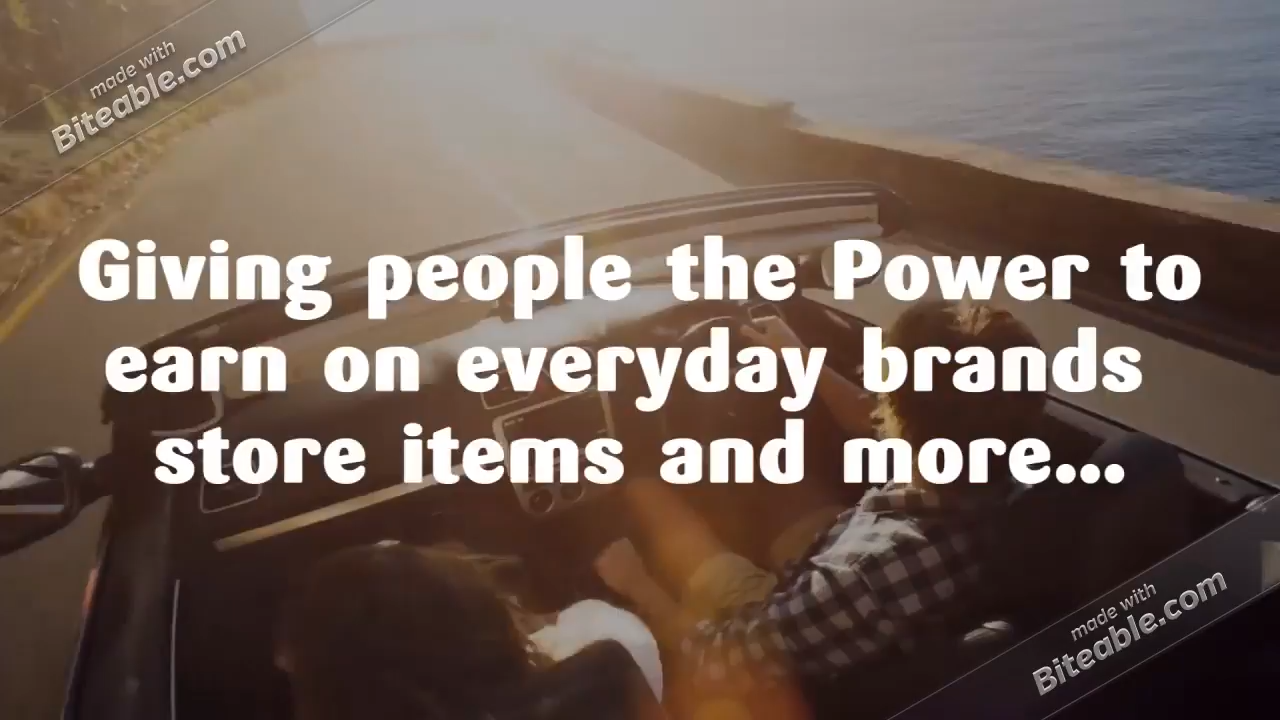 made with
Biteable.com
Giving people the Power to
earn on everyday brands
store items and more...
made with
Biteable.com